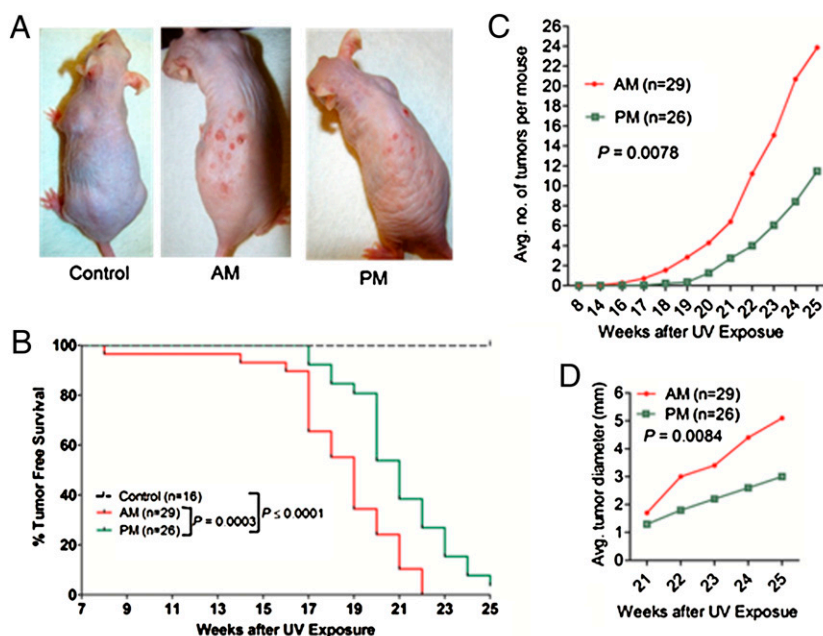 A
Control
AM
PM
B
% Tumor Free Survival
100
80
60
40
20
0
Control (n=16)
AM (n=29)
PM (n=26)
P = 0.0003
P ≤ 0.0001
7
9
11
13
15
17
19
21
23
25
Weeks after UV Exposure
C
Avg. no. of tumors per mouse
26
24
22
20
18
16
14
12
10
8
6
4
2
0
AM (n=29)
PM (n=26)
P = 0.0078
8
14
16
17
18
19
20
21
22
23
24
25
Weeks after UV Exposue
D
Avg. tumor diameter (mm)
6
5
4
3
2
1
0
AM (n=29)
PM (n=26)
P = 0.0084
21
22
23
24
25
Weeks after UV Exposue